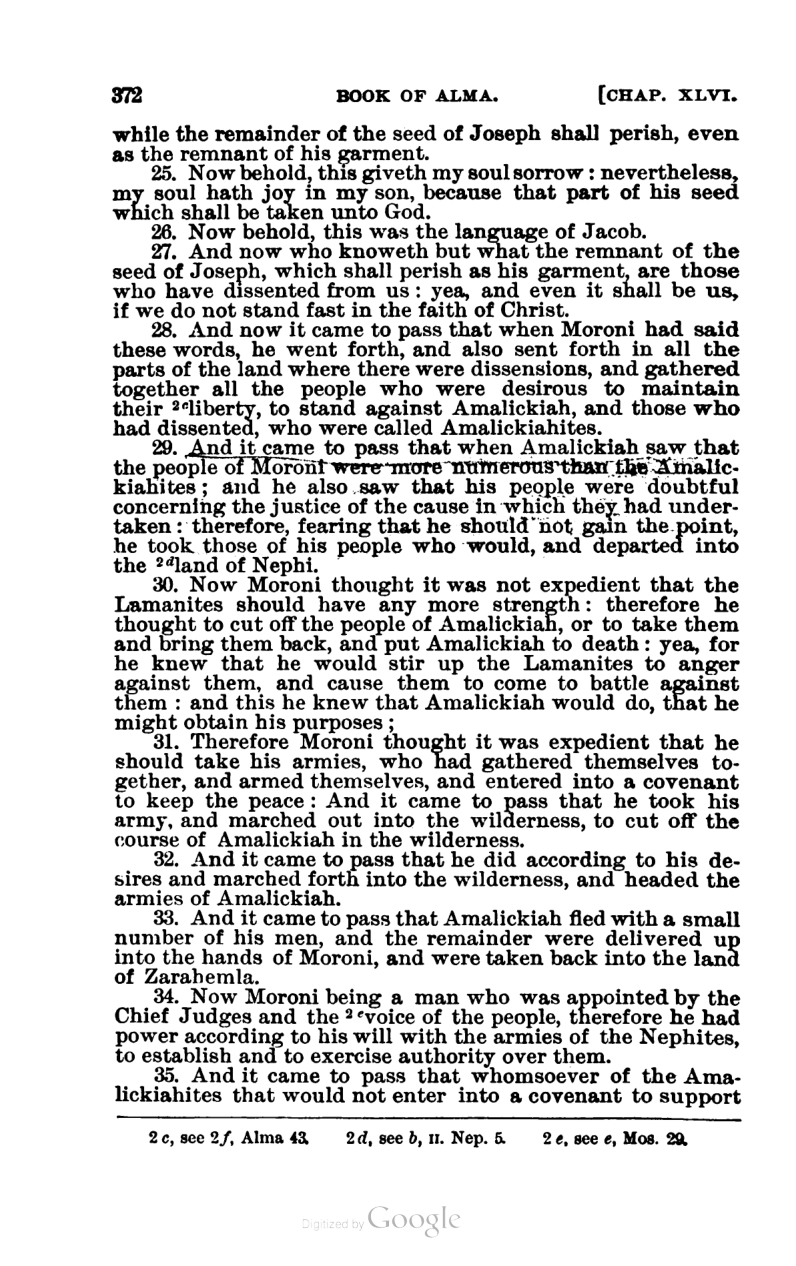 372 BOOK OF ALMA. [CHAP. XLVI.
while the remainder of the seed of Joseph shall perish, even
as the remnant of his garment.
25. Now behold, this giveth my soul sorrow : nevertheless,
my soul hath joy in my son, because that part of his seed
which shall be taken unto God.
26. Now behold, this was the language of Jacob.
27. And now who knoweth but what the remnant of the
seed of Joseph, which shall perish as his garment, are those
who have dissented from us : yea, and even it shall be us,
if we do not stand fast in the faith of Christ.
28. And now it came to pass that when Moroni had said
these words, he went forth, and also sent forth in all the
parts of the land where there were dissensions, and gathered
together all the people who were desirous to maintain
their 2cliberty, to stand against Amalickiah, and those who
had dissented, who were called Amalickiahites.
29. And it came to pass that when Amalickiah saw that
the people of Moroni were more numerous than the Amalic-
kiahites ; and he also saw that his people were doubtful
concerning the justice of the cause in which they had under-
taken : therefore, fearing that he should not gain the point,
he took those of his people who would, and departed into
the 2dland of Nephi.
30. Now Moroni thought it was not expedient that the
Lamanites should have any more strength : therefore he
thought to cut off the people of Amalickiah, or to take them
and bring them back, and put Amalickiah to death : yea, for
he knew that he would stir up the Lamanites to anger
against them, and cause them to come to battle against
them : and this he knew that Amalickiah would do, that he
might obtain his purposes ;
31. Therefore Moroni thought it was expedient that he
should take his armies, who had gathered themselves to-
gether, and armed themselves, and entered into a covenant
to keep the peace : And it came to pass that he took his
army, and marched out into the wilderness, to cut off the
course of Amalickiah in the wilderness.
32. And it came to pass that he did according to his de-
sires and marched forth into the wilderness, and headed the
armies of Amalickiah.
33. And it came to pass that Amalickiah fled with a small
number of his men, and the remainder were delivered up
into the hands of Moroni, and were taken back into the land
of Zarahemla.
34. Now Moroni being a man who was appointed by the
Chief Judges and the 2evoice of the people, therefore he had
power according to his will with the armies of the Nephites,
to establish and to exercise authority over them.
35. And it came to pass that whomsoever of the Ama-
lickiahites that would not enter into a covenant to support
2 c, see 2 f, Alma 43. 2 d, see b, II. Nep. 5. 2 e, see e, Mos. 29.
Digitized by Google